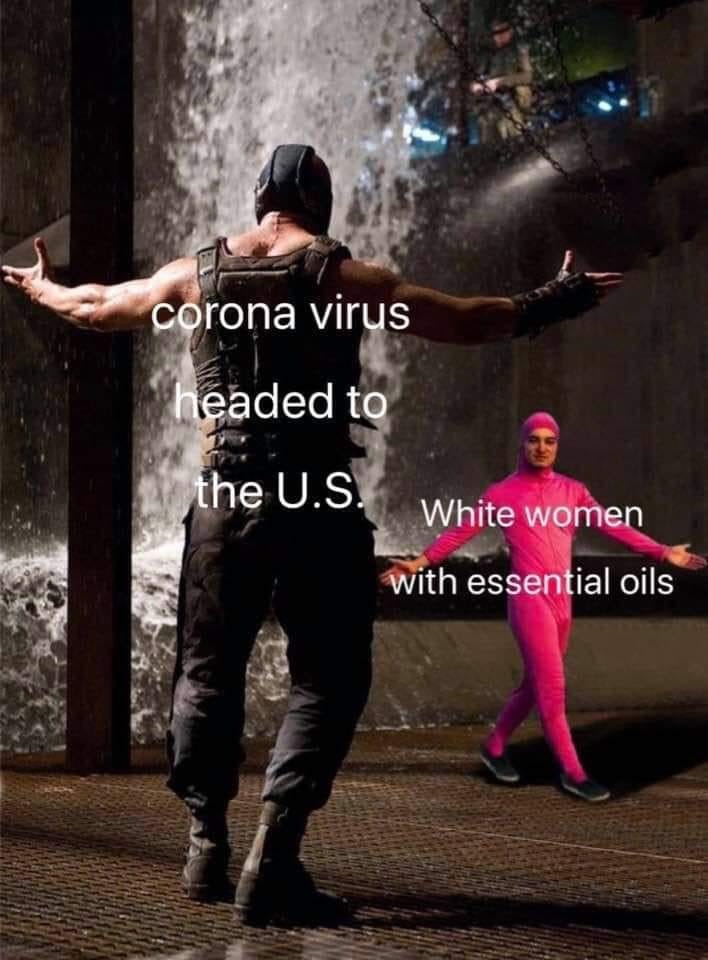 corona virus
headed to
the U.S.
White women
with essential oils